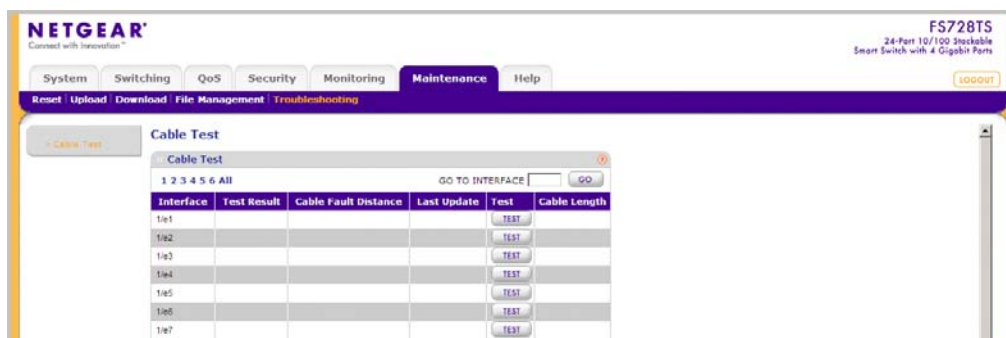 NETGEAR®
Connect with Innovation™
FS728TS
24-Port 10/100 Stackable
Smart Switch with 4 Gigabit Ports
System Switching QoS Security Monitoring Maintenance Help
LOGOUT
Reset Upload Download File Management Troubleshooting
» Cable Test
Cable Test
Cable Test
1 2 3 4 5 6 All GO TO INTERFACE GO
Interface Test Result Cable Fault Distance Last Update Test Cable Length
1/e1 TEST
1/e2 TEST
1/e3 TEST
1/e4 TEST
1/e5 TEST
1/e6 TEST
1/e7 TEST